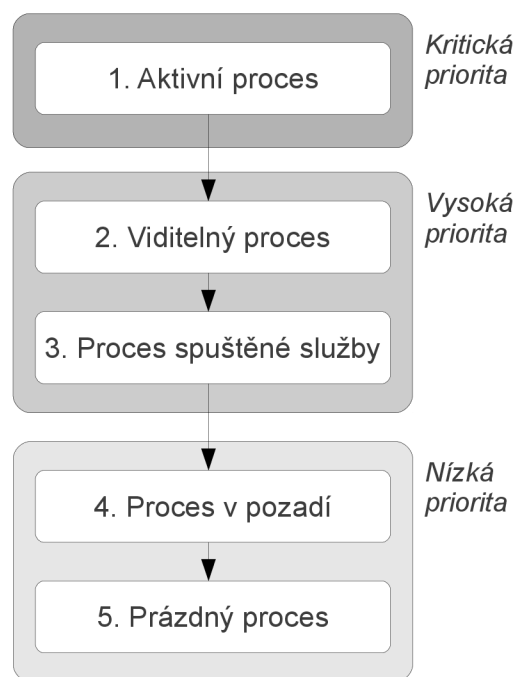 Kritická
priorita
1. Aktivní proces
Vysoká
priorita
2. Viditelný proces
3. Proces spuštěné služby
Nízká
priorita
4. Proces v pozadí
5. Prázdný proces